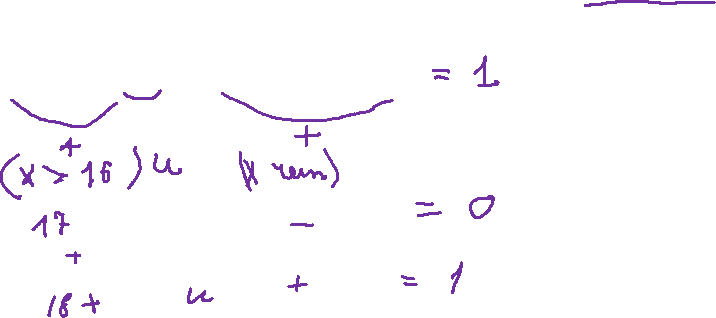 = 1
+ +
(x > 16) и (x чет)
17 - = 0
+
18+ и + = 1